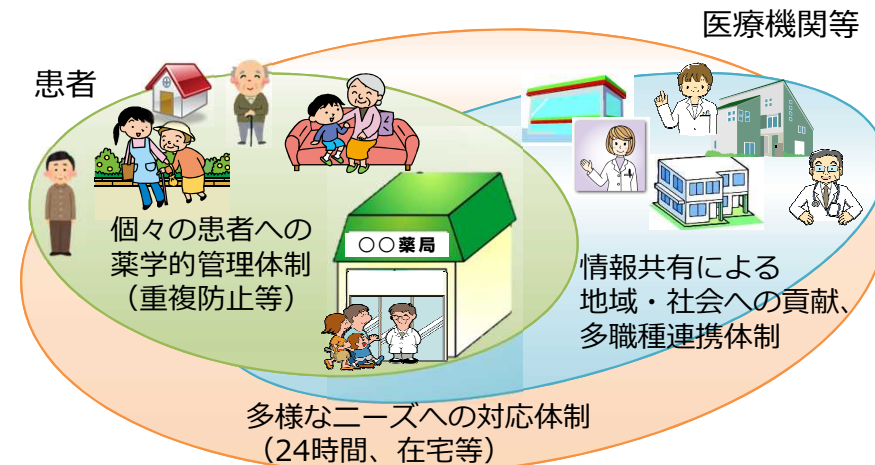 医療機関等
患者
○○薬局
個々の患者への
薬学的管理体制
（重複防止等）
情報共有による
地域・社会への貢献、
多職種連携体制
多様なニーズへの対応体制
（24時間、在宅等）